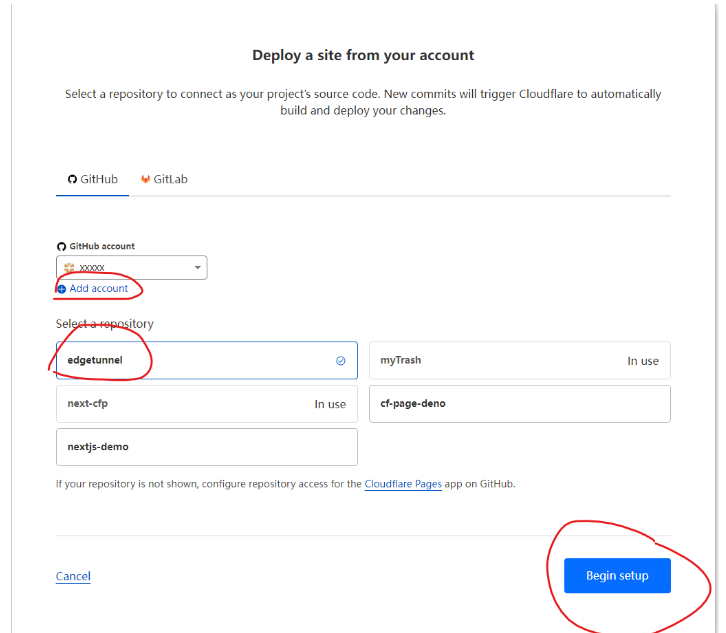 Deploy a site from your account
Select a repository to connect as your project's source code. New commits will trigger Cloudflare to automatically
build and deploy your changes.
GitHub
GitLab
GitHub account
xxxxx
Add account
Select a repository
edgetunnel
myTrash In use
next-cfp In use
cf-page-deno
nextjs-demo
If your repository is not shown, configure repository access for the Cloudflare Pages app on GitHub.
Cancel
Begin setup